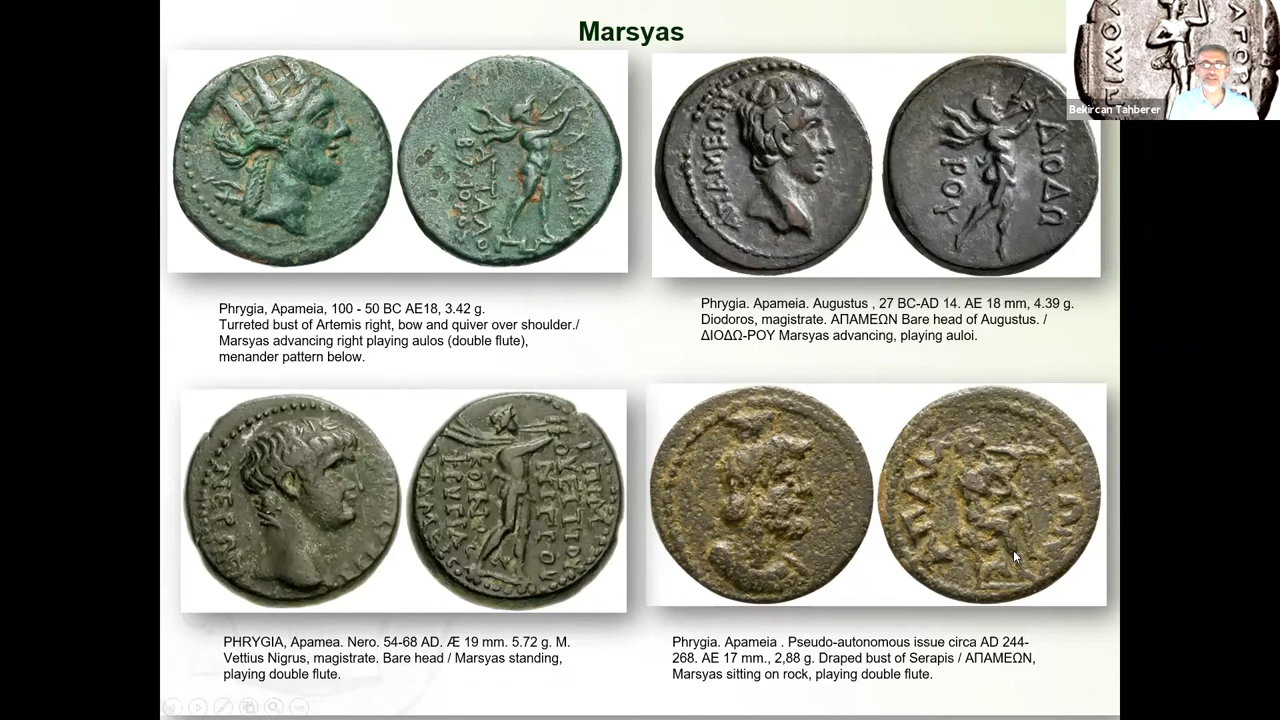 Marsyas
Bekircan Tahberer
ΑΠΑΜΕΩΝ
ΔΙΟΔΩ
ΡΟΥ
Phrygia, Apameia, 100 - 50 BC AE18, 3.42 g.
Turreted bust of Artemis right, bow and quiver over shoulder./
Marsyas advancing right playing aulos (double flute),
menander pattern below.
Phrygia. Apameia. Augustus , 27 BC-AD 14. AE 18 mm, 4.39 g.
Diodoros, magistrate. ΑΠΑΜΕΩΝ Bare head of Augustus. /
ΔΙΟΔΩ-ΡΟΥ Marsyas advancing, playing auloi.
PHRYGIA, Apamea. Nero. 54-68 AD. Æ 19 mm. 5.72 g. M.
Vettius Nigrus, magistrate. Bare head / Marsyas standing,
playing double flute.
Phrygia. Apameia . Pseudo-autonomous issue circa AD 244-
268. AE 17 mm., 2,88 g. Draped bust of Serapis / ΑΠΑΜΕΩΝ,
Marsyas sitting on rock, playing double flute.